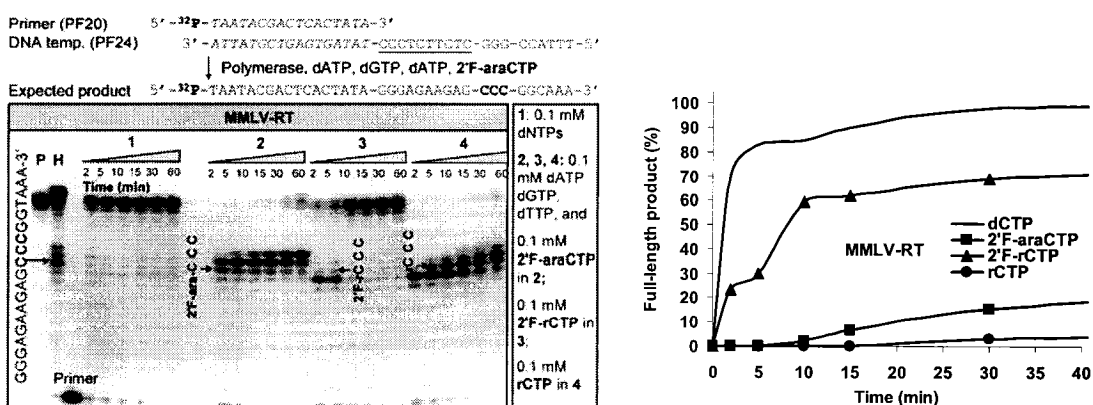 Primer (PF20) 5'-32P-TAATACGACTCACTATA-3'
DNA temp. (PF24) 3'-ATTATGCTGAGTGATAT-CCCTCTTCTC-GGG-CCATTT-5'
Polymerase, dATP, dGTP, dATP, 2'F-araCTP
Expected product 5'-32P-TAATACGACTCACTATA-GGGAGAAGAG-CCC-GGCAAA-3'
MMLV-RT
1 2 3 4
P H
2 5 10 15 30 60 2 5 10 15 30 60 2 5 10 15 30 60 2 5 10 15 30 60
Time (min)
GGGAGAAGAGCCCGGTAAA-3'
2'F-ara-C C C
2'F-rC C C
rC C C
Primer
1: 0.1 mM
dNTPs
2, 3, 4: 0.1
mM dATP
dGTP,
dTTP, and
0.1 mM
2'F-araCTP
in 2;
0.1 mM
2'F-rCTP in
3;
0.1 mM
rCTP in 4
Full-length product (%)
100
90
80
70
60
50
40
30
20
10
0
MMLV-RT
dCTP
2'F-araCTP
2'F-rCTP
rCTP
0 5 10 15 20 25 30 35 40
Time (min)